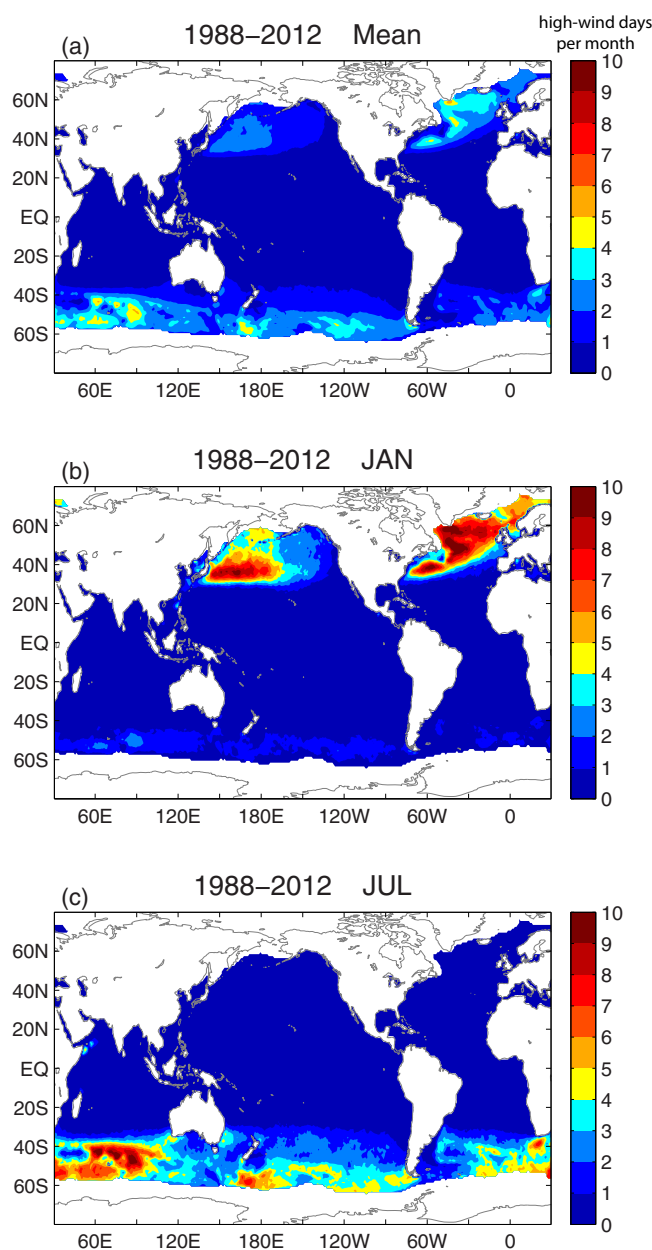 high-wind days
per month
(a) 1988–2012 Mean
60N
40N
20N
EQ
20S
40S
60S
60E 120E 180E 120W 60W 0
10
9
8
7
6
5
4
3
2
1
0
(b) 1988–2012 JAN
60N
40N
20N
EQ
20S
40S
60S
60E 120E 180E 120W 60W 0
10
9
8
7
6
5
4
3
2
1
0
(c) 1988–2012 JUL
60N
40N
20N
EQ
20S
40S
60S
60E 120E 180E 120W 60W 0
10
9
8
7
6
5
4
3
2
1
0